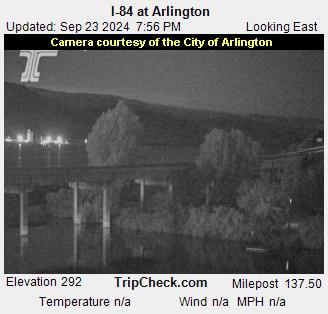 I-84 at Arlington
Updated: Sep 23 2024 7:56 PM Looking East
Camera courtesy of the City of Arlington
Elevation 292 TripCheck.com Milepost 137.50
Temperature n/a Wind n/a MPH n/a